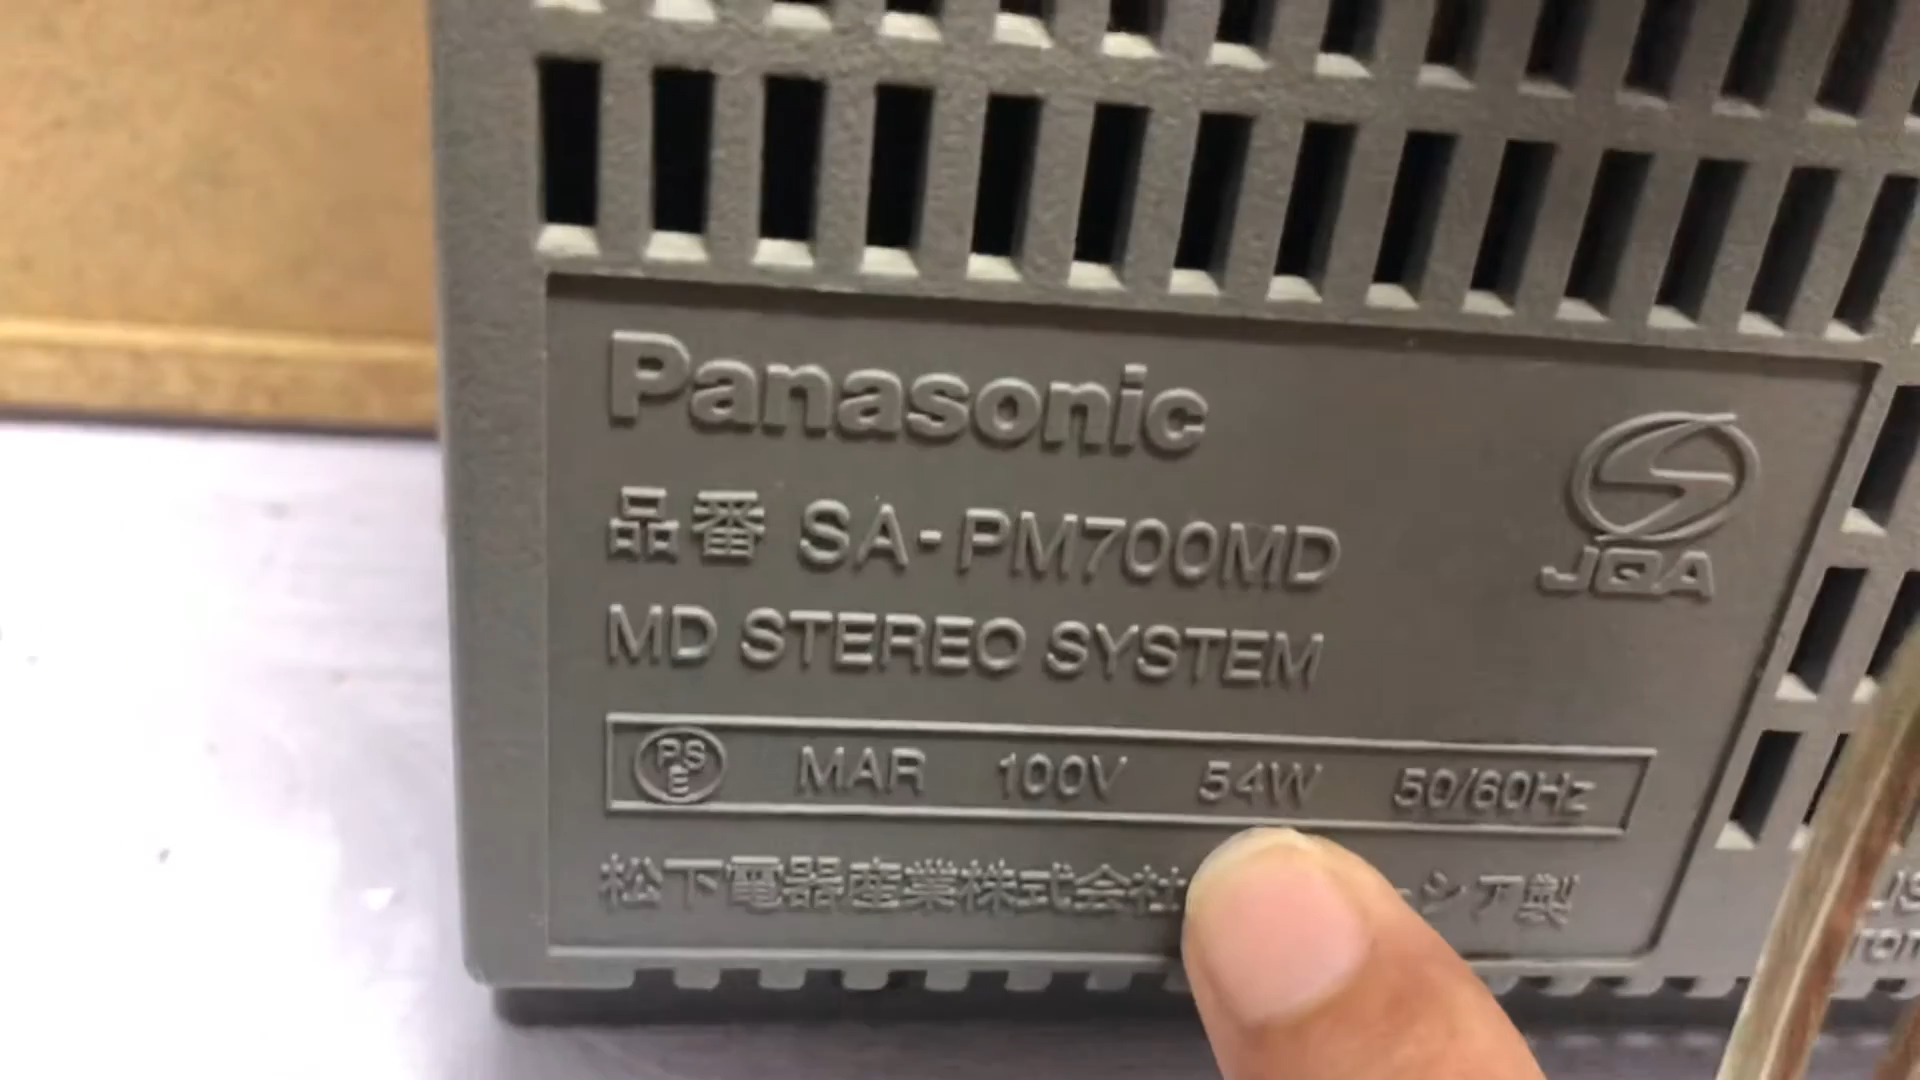 Panasonic
JQA
品番 SA-PM700MD
MD STEREO SYSTEM
PSE MAR 100V 54W 50/60Hz
松下電器産業株式会社 ーシア製